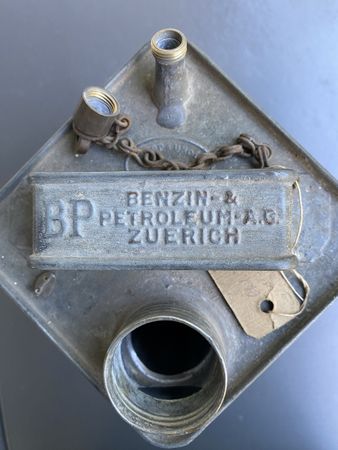 BP
BENZIN- &
PETROLEUM·A.G.
ZUERICH